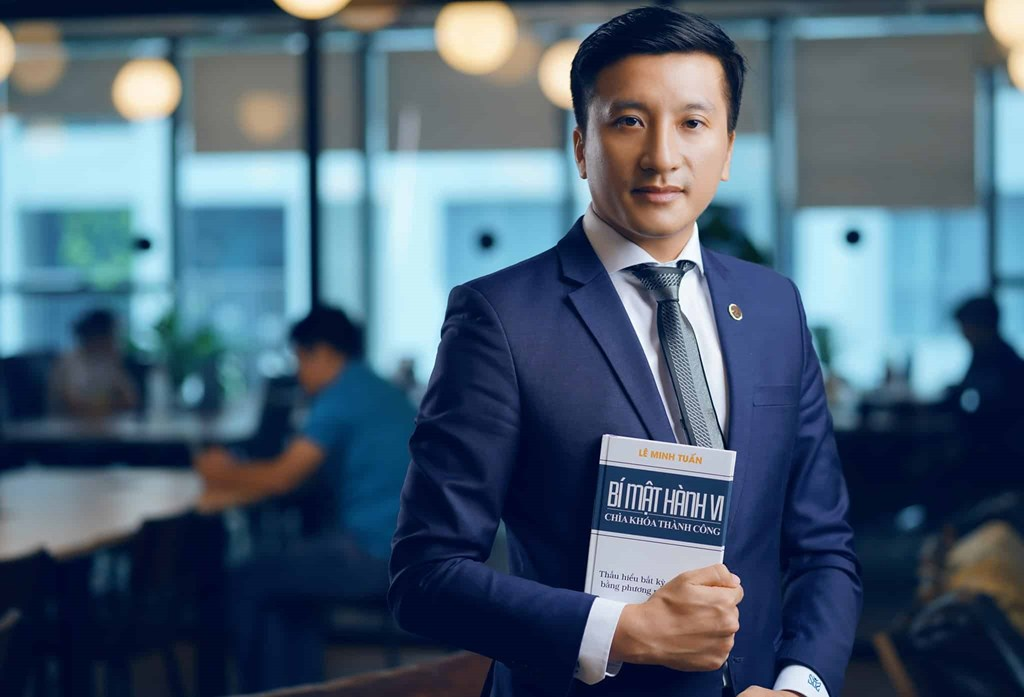 LÊ MINH TUẤN
BÍ MẬT HÀNH VI
CHÌA KHÓA THÀNH CÔNG
Thấu hiểu bất kỳ
bằng phương